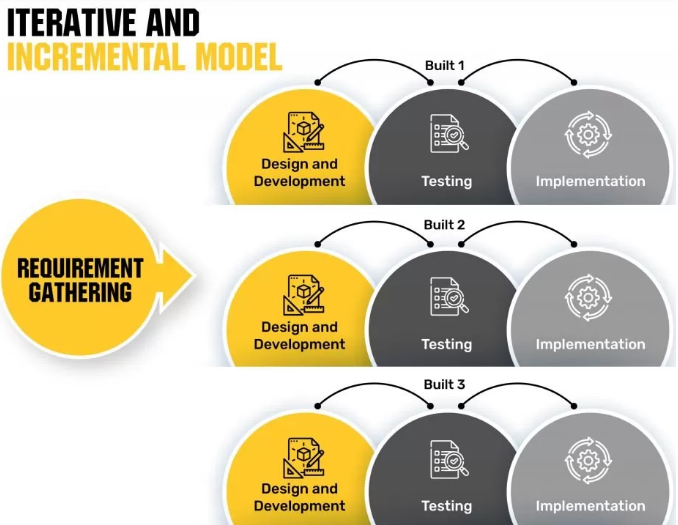 ITERATIVE AND
INCREMENTAL MODEL
Built 1
Design and
Development
Testing
Implementation
REQUIREMENT
GATHERING
Built 2
Design and
Development
Testing
Implementation
Built 3
Design and
Development
Testing
Implementation